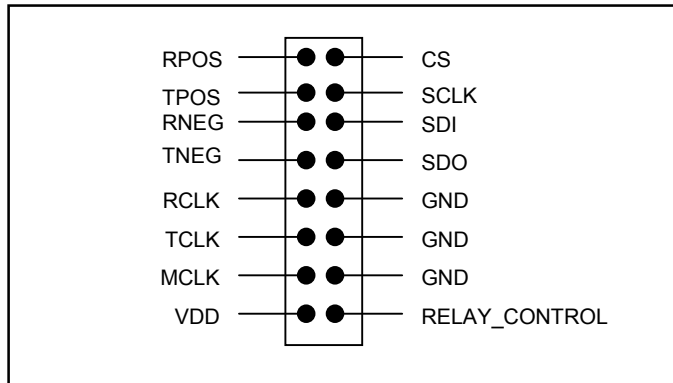 RPOS CS
TPOS SCLK
RNEG SDI
TNEG SDO
RCLK GND
TCLK GND
MCLK GND
VDD RELAY_CONTROL